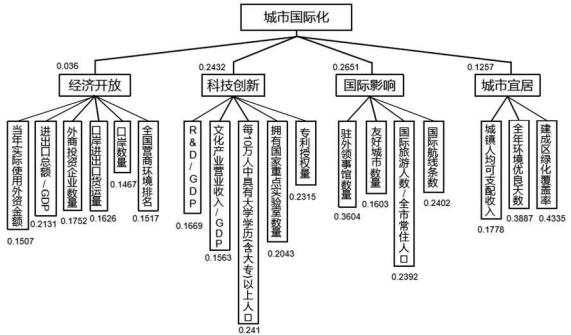 城市国际化
0.036
0.2432
0.2651
0.1257
经济开放
科技创新
国际影响
城市宜居
当年实际使用外资金额
0.1507
进出口总额/GDP
0.2131
外商投资企业数量
0.1752
口岸进出口货运量
0.1626
口岸数量
0.1467
全国营商环境排名
0.1517
R&D/GDP
0.1669
文化产业营业收入/GDP
0.1563
每10万人中具有大学学历(含大专)以上人口
0.241
拥有国家重点实验室数量
0.2043
专利授权量
0.2315
驻外领事馆数量
0.3604
友好城市数量
0.1603
国际旅游人数/全市常住人口
0.2392
国际航线条数
0.2402
城镇人均可支配收入
0.1778
全年环境优良天数
0.3887
建成区绿化覆盖率
0.4335